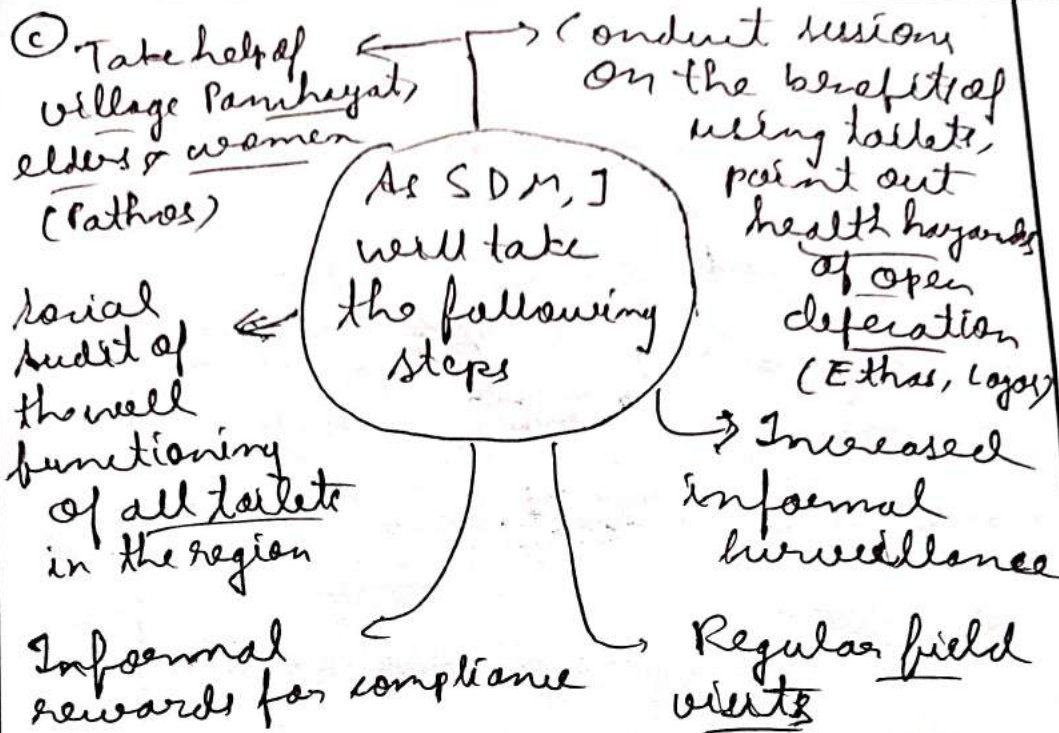 (c) Take help of
village Panchayat,
elders & women
(Pathos)
Conduct sessions
on the benefits of
using toilets,
point out
health hazards
of open
defecation
(Ethos, Logos)
As SDM, I
will take
the following
steps
Social
audit of
the well
functioning
of all toilets
in the region
Increased
informal
surveillance
Informal
rewards for compliance
Regular field
visits